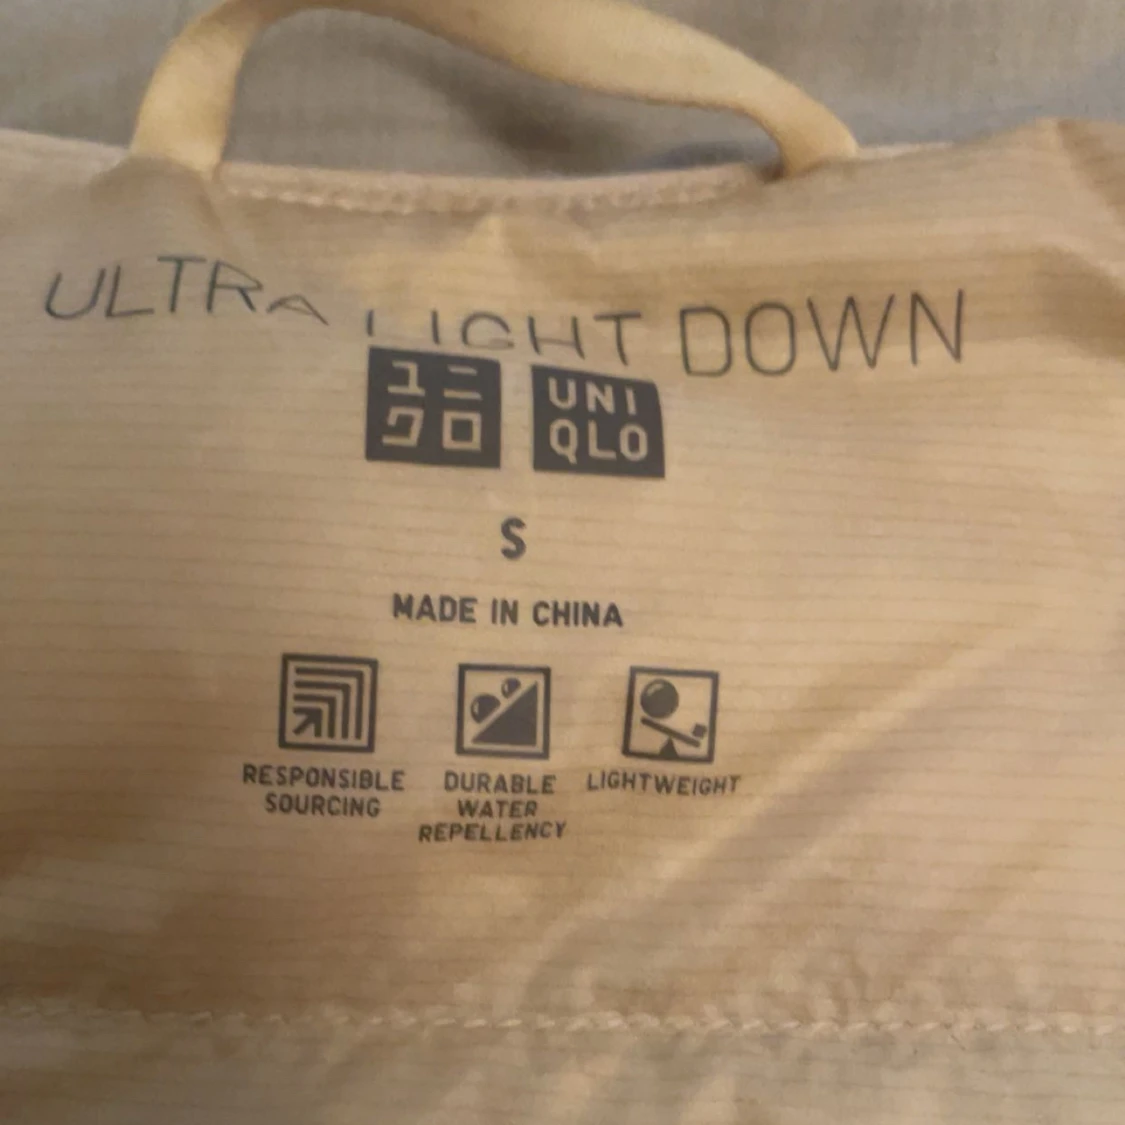 ULTRA LIGHT DOWN
ユニ
クロ
UNI
QLO
S
MADE IN CHINA
RESPONSIBLE
SOURCING
DURABLE
WATER
REPELLENCY
LIGHTWEIGHT